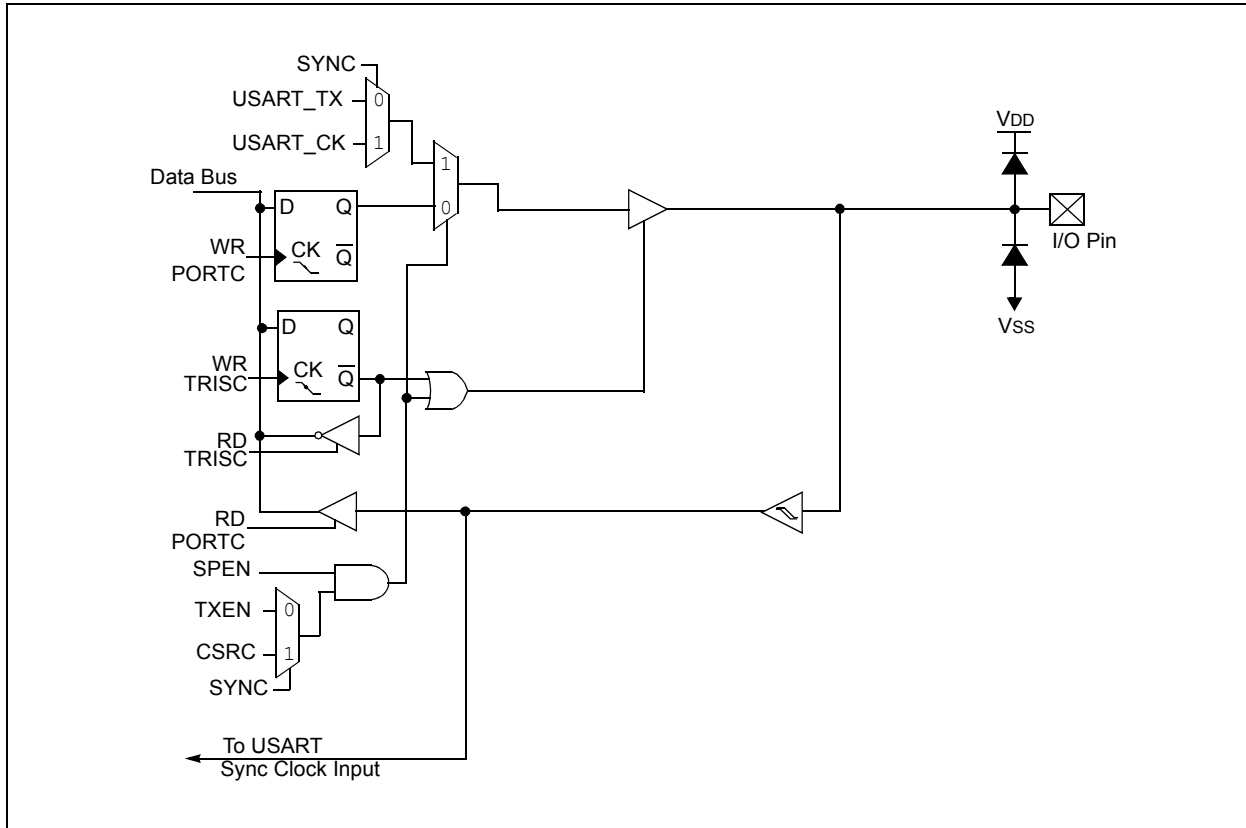 SYNC
USART_TX
0
USART_CK
1
1
0
Data Bus
D
Q
WR
PORTC
CK
Q
D
Q
WR
TRISC
CK
Q
RD
TRISC
RD
PORTC
SPEN
TXEN
0
CSRC
1
SYNC
To USART
Sync Clock Input
VDD
I/O Pin
VSS